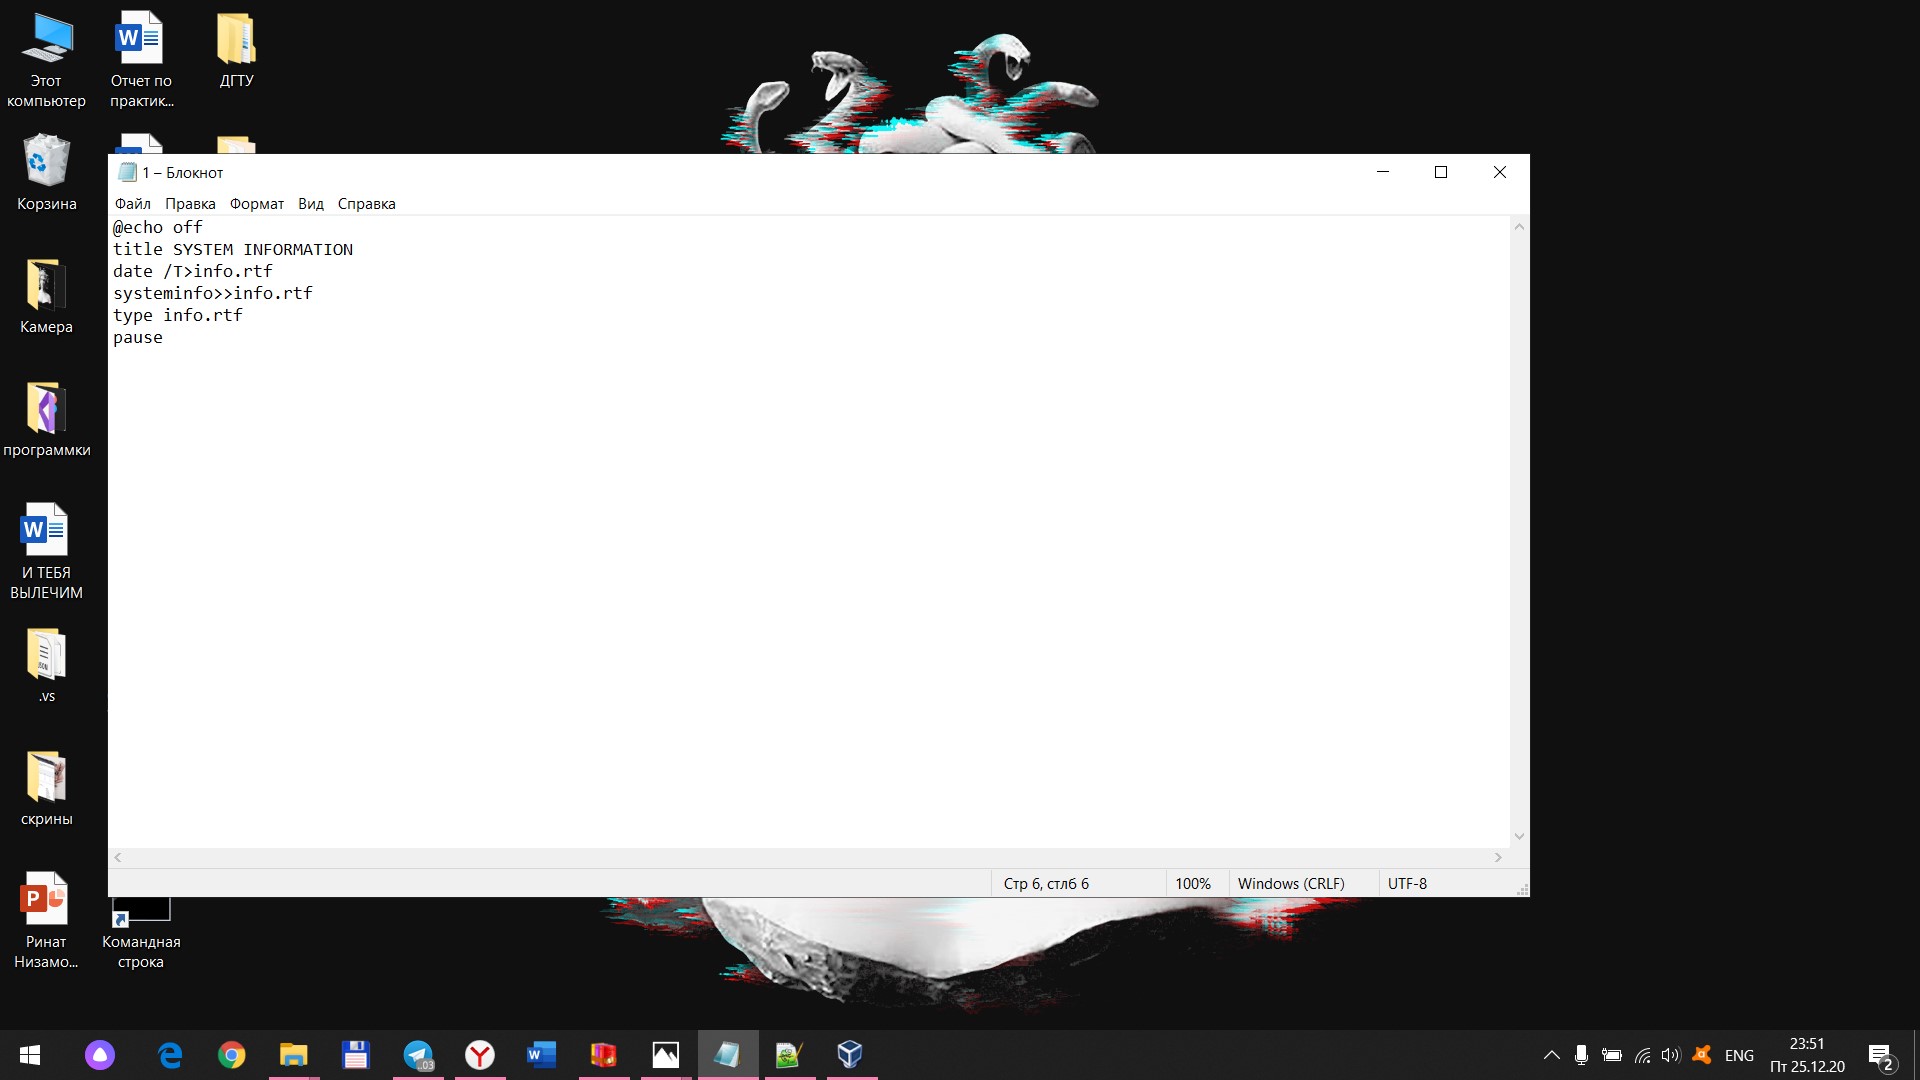 Этот
компьютер
Отчет по
практик...
ДГТУ
Корзина
Камера
программки
И ТЕБЯ
ВЫЛЕЧИМ
.vs
скрины
Ринат
Низамо...
Командная
строка
1 – Блокнот
Файл Правка Формат Вид Справка
@echo off
title SYSTEM INFORMATION
date /T>info.rtf
systeminfo>>info.rtf
type info.rtf
pause
Стр 6, стлб 6 100% Windows (CRLF) UTF-8
ENG
23:51
Пт 25.12.20
2